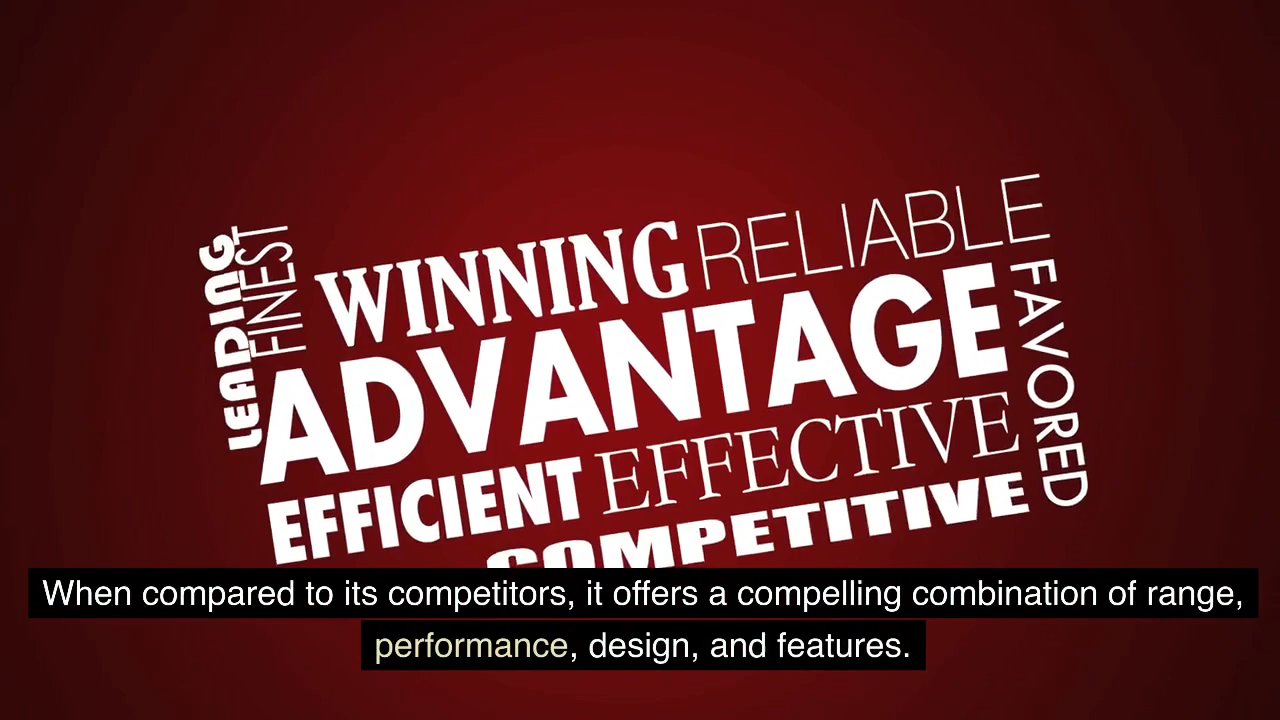 LEADING
FINEST
WINNING RELIABLE
ADVANTAGE
FAVORED
EFFICIENT EFFECTIVE
COMPETITIVE
When compared to its competitors, it offers a compelling combination of range,
performance, design, and features.